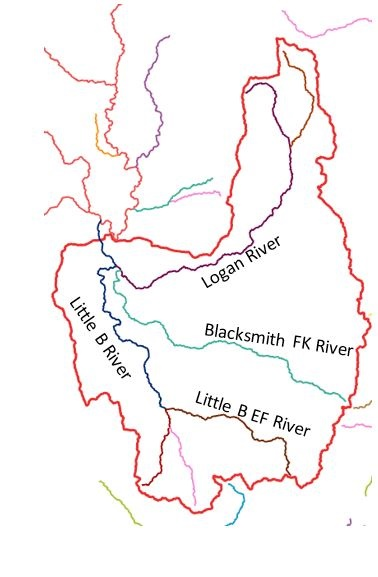 Logan River
Blacksmith FK River
Little B River
Little B EF River